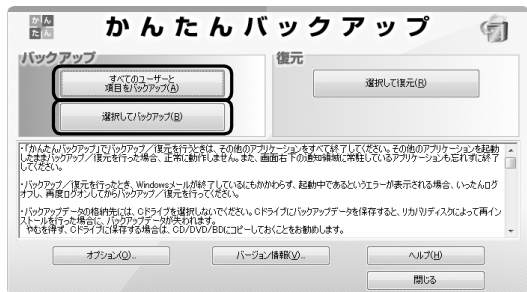 かん
たん
かんたんバックアップ
バックアップ
すべてのユーザーと
項目をバックアップ(A)
選択してバックアップ(B)
復元
選択して復元(R)
・「かんたんバックアップ」でバックアップ／復元を行うときは、その他のアプリケーションをすべて終了してください。その他のアプリケーションを起動
したままバックアップ／復元を行った場合、正常に動作しません。また、画面右下の通知領域に常駐しているアプリケーションも忘れずに終了
してください。
・バックアップ／復元を行ったとき、Windowsメールが終了しているにもかかわらず、起動中であるというエラーが表示される場合、いったんログ
オフし、再度ログオンしてからバックアップ／復元を行ってください。
・バックアップデータの格納先には、Cドライブを選択しないでください。Cドライブにバックアップデータを保存すると、リカバリディスクによって再イン
ストールを行った場合に、バックアップデータが失われます。
やむを得ず、Cドライブに保存する場合は、CD/DVD/BDにコピーしておくことをお勧めします。
オプション(O)...
バージョン情報(V)...
ヘルプ(H)
閉じる